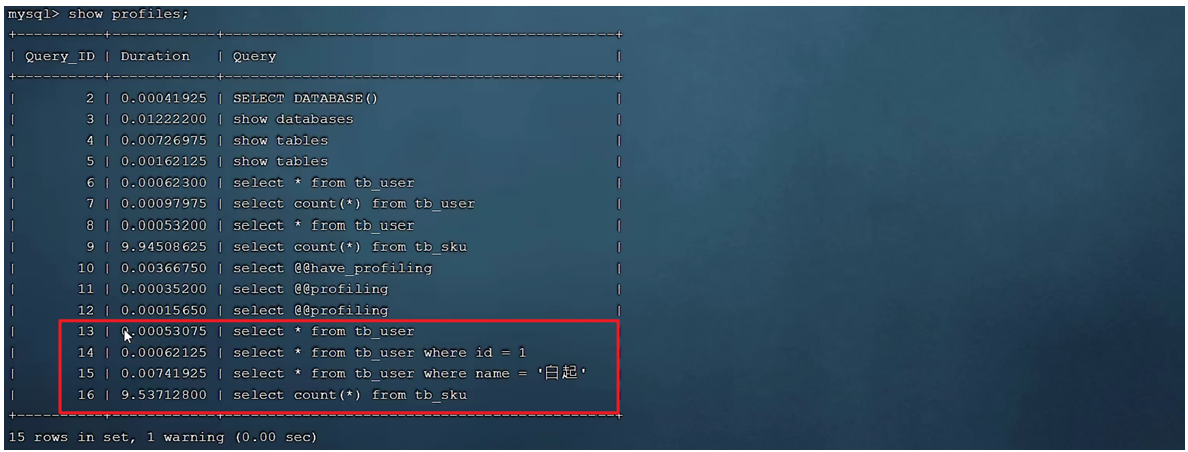 mysql> show profiles;
+----------+------------+---------------------------------------------+
| Query_ID | Duration | Query |
+----------+------------+---------------------------------------------+
| 2 | 0.00041925 | SELECT DATABASE() |
| 3 | 0.01222200 | show databases |
| 4 | 0.00726975 | show tables |
| 5 | 0.00162125 | show tables |
| 6 | 0.00062300 | select * from tb_user |
| 7 | 0.00097975 | select count(*) from tb_user |
| 8 | 0.00053200 | select * from tb_user |
| 9 | 9.94508625 | select count(*) from tb_sku |
| 10 | 0.00366750 | select @@have_profiling |
| 11 | 0.00035200 | select @@profiling |
| 12 | 0.00015650 | select @@profiling |
| 13 | 0.00053075 | select * from tb_user |
| 14 | 0.00062125 | select * from tb_user where id = 1 |
| 15 | 0.00741925 | select * from tb_user where name = '白起' |
| 16 | 9.53712800 | select count(*) from tb_sku |
+----------+------------+---------------------------------------------+
15 rows in set, 1 warning (0.00 sec)